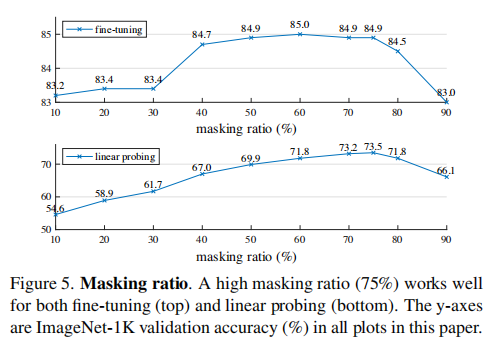 fine-tuning
85
84
83
83.2
83.4
83.4
84.7
84.9
85.0
84.9
84.9
84.5
83.0
10 20 30 40 50 60 70 80 90
masking ratio (%)
linear probing
70
60
50
54.6
58.9
61.7
67.0
69.9
71.8
73.2
73.5
71.8
66.1
10 20 30 40 50 60 70 80 90
masking ratio (%)
Figure 5. Masking ratio. A high masking ratio (75%) works well
for both fine-tuning (top) and linear probing (bottom). The y-axes
are ImageNet-1K validation accuracy (%) in all plots in this paper.